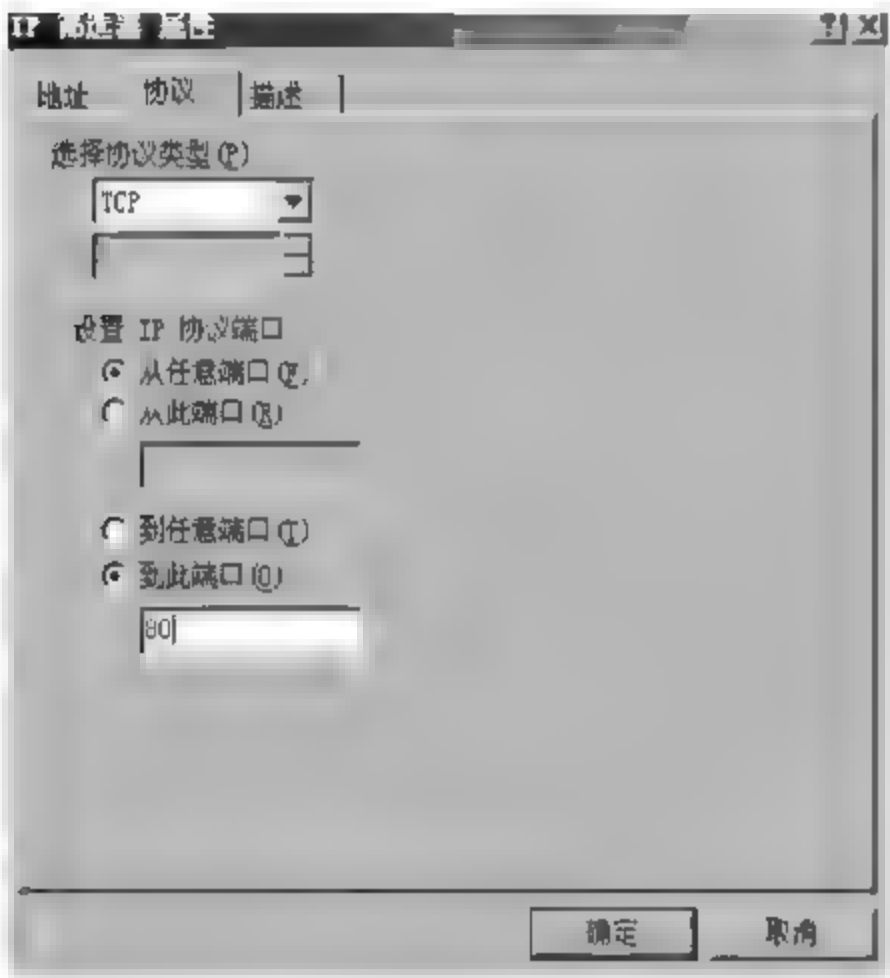 IP 筛选器 属性
地址 协议 描述
选择协议类型(P)
TCP
设置 IP 协议端口
从任意端口(F)
从此端口(R)
到任意端口(T)
到此端口(O)
80
确定 取消